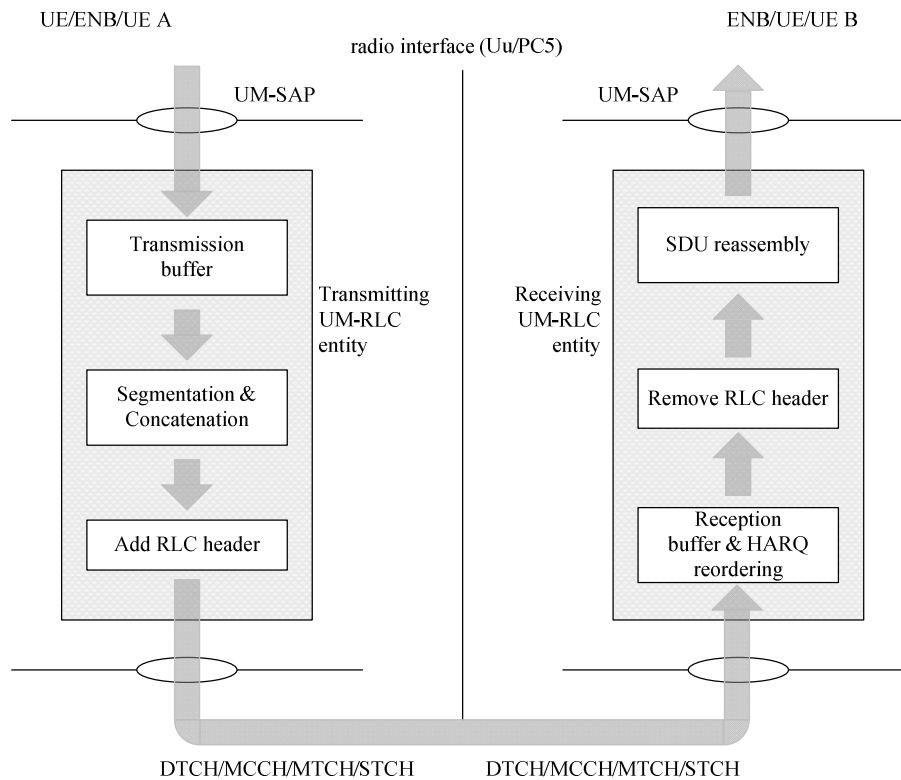 UE/ENB/UE A
ENB/UE/UE B
radio interface (Uu/PC5)
UM-SAP
UM-SAP
Transmission
buffer
Segmentation &
Concatenation
Add RLC header
Transmitting
UM-RLC
entity
Receiving
UM-RLC
entity
SDU reassembly
Remove RLC header
Reception
buffer & HARQ
reordering
DTCH/MCCH/MTCH/STCH
DTCH/MCCH/MTCH/STCH